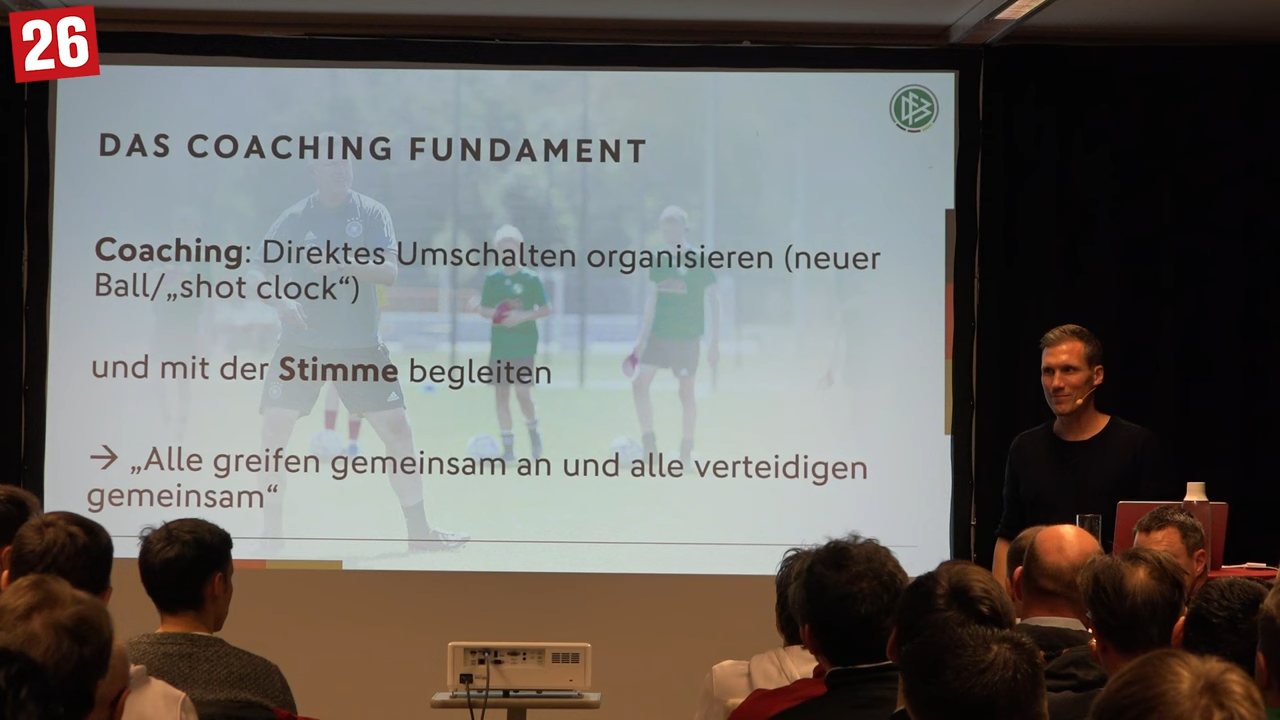 26
DFB
DAS COACHING FUNDAMENT
Coaching: Direktes Umschalten organisieren (neuer
Ball/„shot clock“)
und mit der Stimme begleiten
→ „Alle greifen gemeinsam an und alle verteidigen
gemeinsam“